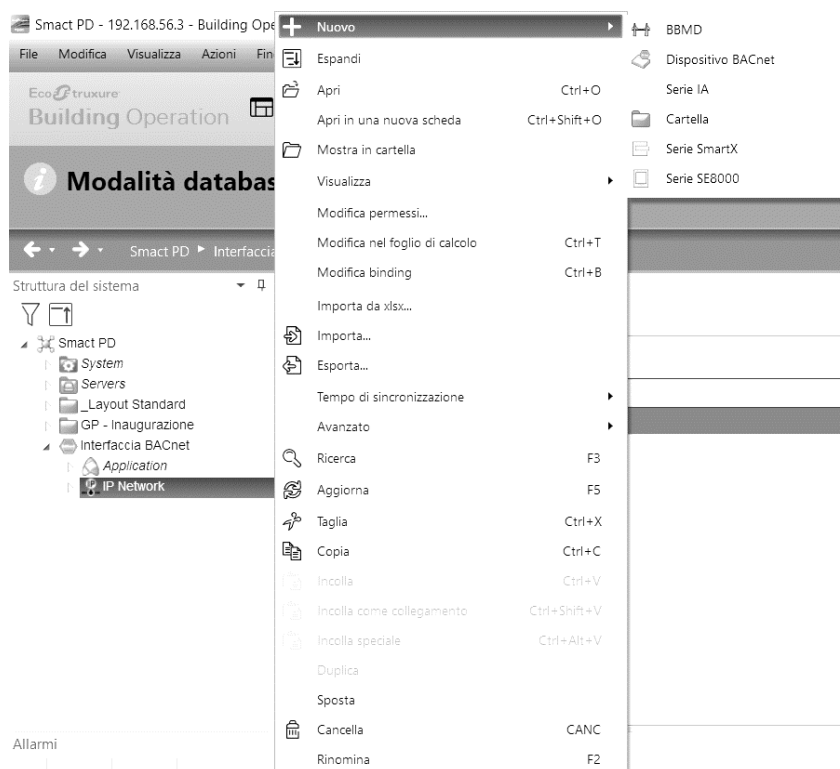 Smact PD - 192.168.56.3 - Building Ope
File Modifica Visualizza Azioni Fin
EcoStruxure
Building Operation
Modalità databas
Smact PD Interfaccia
Struttura del sistema
Smact PD
System
Servers
_Layout Standard
GP - Inaugurazione
Interfaccia BACnet
Application
IP Network
Allarmi
Nuovo
Espandi
Apri Ctrl+O
Apri in una nuova scheda Ctrl+Shift+O
Mostra in cartella
Visualizza
Modifica permessi...
Modifica nel foglio di calcolo Ctrl+T
Modifica binding Ctrl+B
Importa da xlsx...
Importa...
Esporta...
Tempo di sincronizzazione
Avanzato
Ricerca F3
Aggiorna F5
Taglia Ctrl+X
Copia Ctrl+C
Incolla Ctrl+V
Incolla come collegamento Ctrl+Shift+V
Incolla speciale Ctrl+Alt+V
Duplica
Sposta
Cancella CANC
Rinomina F2
BBMD
Dispositivo BACnet
Serie IA
Cartella
Serie SmartX
Serie SE8000